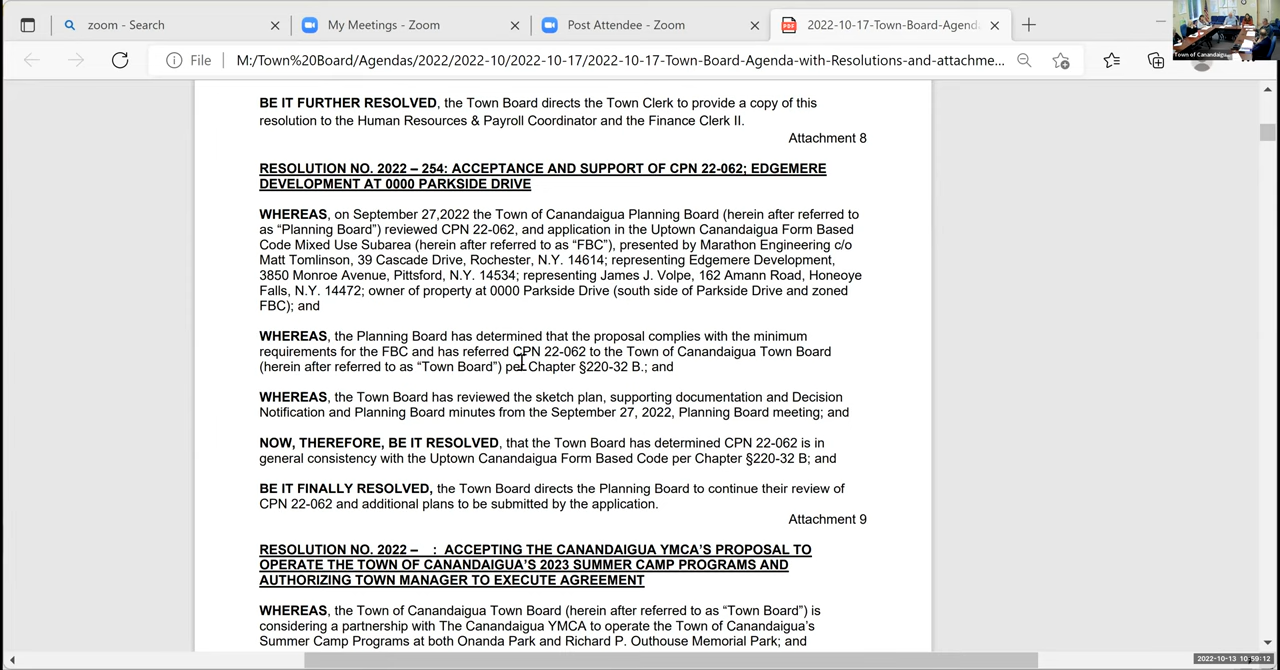 zoom - Search
My Meetings - Zoom
Post Attendee - Zoom
2022-10-17-Town-Board-Agend
File
M:/Town%20Board/Agendas/2022/2022-10/2022-10-17/2022-10-17-Town-Board-Agenda-with-Resolutions-and-attachme...
Town of Canandaigu
BE IT FURTHER RESOLVED, the Town Board directs the Town Clerk to provide a copy of this
resolution to the Human Resources & Payroll Coordinator and the Finance Clerk II.
Attachment 8
RESOLUTION NO. 2022 – 254: ACCEPTANCE AND SUPPORT OF CPN 22-062; EDGEMERE
DEVELOPMENT AT 0000 PARKSIDE DRIVE
WHEREAS, on September 27,2022 the Town of Canandaigua Planning Board (herein after referred to
as “Planning Board”) reviewed CPN 22-062, and application in the Uptown Canandaigua Form Based
Code Mixed Use Subarea (herein after referred to as “FBC”), presented by Marathon Engineering c/o
Matt Tomlinson, 39 Cascade Drive, Rochester, N.Y. 14614; representing Edgemere Development,
3850 Monroe Avenue, Pittsford, N.Y. 14534; representing James J. Volpe, 162 Amann Road, Honeoye
Falls, N.Y. 14472; owner of property at 0000 Parkside Drive (south side of Parkside Drive and zoned
FBC); and
WHEREAS, the Planning Board has determined that the proposal complies with the minimum
requirements for the FBC and has referred CPN 22-062 to the Town of Canandaigua Town Board
(herein after referred to as “Town Board”) per Chapter §220-32 B.; and
WHEREAS, the Town Board has reviewed the sketch plan, supporting documentation and Decision
Notification and Planning Board minutes from the September 27, 2022, Planning Board meeting; and
NOW, THEREFORE, BE IT RESOLVED, that the Town Board has determined CPN 22-062 is in
general consistency with the Uptown Canandaigua Form Based Code per Chapter §220-32 B; and
BE IT FINALLY RESOLVED, the Town Board directs the Planning Board to continue their review of
CPN 22-062 and additional plans to be submitted by the application.
Attachment 9
RESOLUTION NO. 2022 – : ACCEPTING THE CANANDAIGUA YMCA’S PROPOSAL TO
OPERATE THE TOWN OF CANANDAIGUA’S 2023 SUMMER CAMP PROGRAMS AND
AUTHORIZING TOWN MANAGER TO EXECUTE AGREEMENT
WHEREAS, the Town of Canandaigua Town Board (herein after referred to as “Town Board”) is
considering a partnership with The Canandaigua YMCA to operate the Town of Canandaigua’s
Summer Camp Programs at both Onanda Park and Richard P. Outhouse Memorial Park; and
2022-10-13 10:59:12